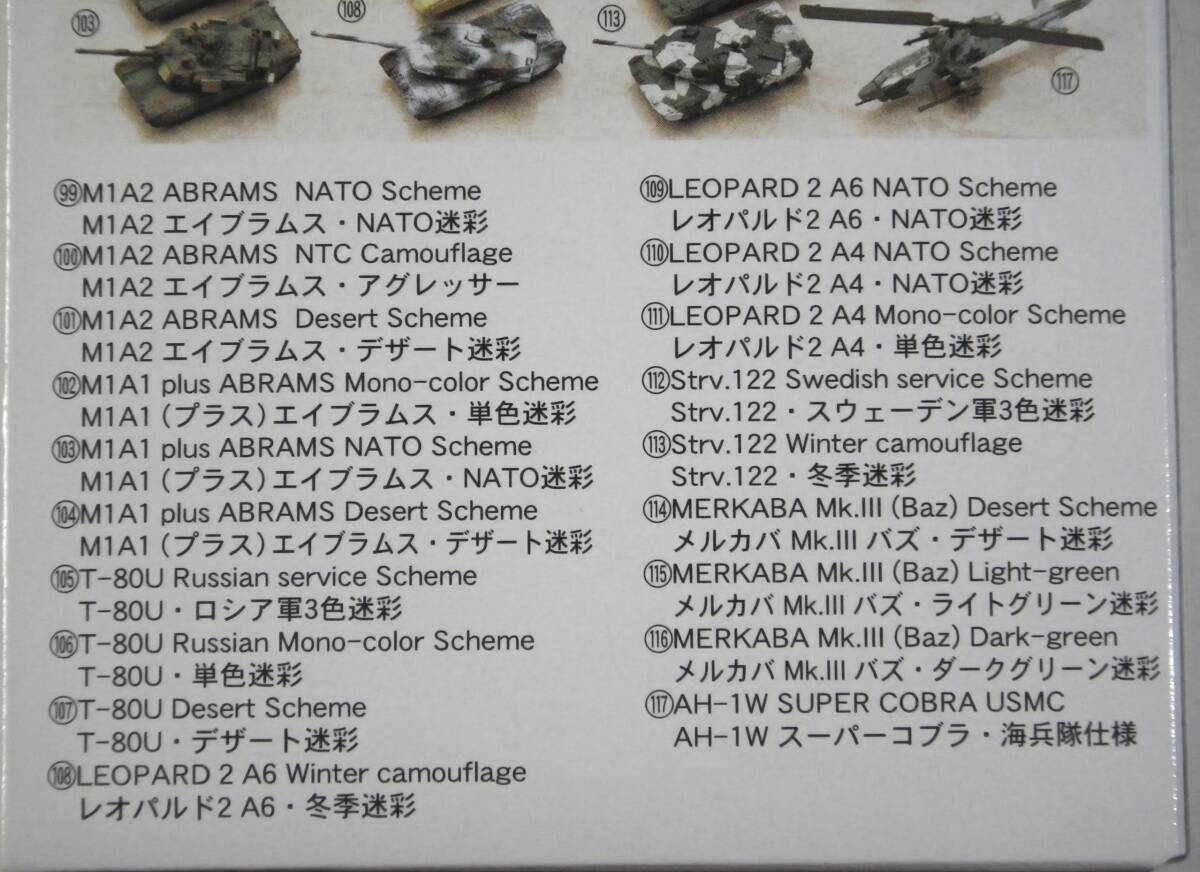 103
108
113
117
99M1A2 ABRAMS NATO Scheme
M1A2 エイブラムス・NATO迷彩
100M1A2 ABRAMS NTC Camouflage
M1A2 エイブラムス・アグレッサー
101M1A2 ABRAMS Desert Scheme
M1A2 エイブラムス・デザート迷彩
102M1A1 plus ABRAMS Mono-color Scheme
M1A1(プラス)エイブラムス・単色迷彩
103M1A1 plus ABRAMS NATO Scheme
M1A1(プラス)エイブラムス・NATO迷彩
104M1A1 plus ABRAMS Desert Scheme
M1A1(プラス)エイブラムス・デザート迷彩
105T-80U Russian service Scheme
T-80U・ロシア軍3色迷彩
106T-80U Russian Mono-color Scheme
T-80U・単色迷彩
107T-80U Desert Scheme
T-80U・デザート迷彩
108LEOPARD 2 A6 Winter camouflage
レオパルド2 A6・冬季迷彩
109LEOPARD 2 A6 NATO Scheme
レオパルド2 A6・NATO迷彩
110LEOPARD 2 A4 NATO Scheme
レオパルド2 A4・NATO迷彩
111LEOPARD 2 A4 Mono-color Scheme
レオパルド2 A4・単色迷彩
112Strv.122 Swedish service Scheme
Strv.122・スウェーデン軍3色迷彩
113Strv.122 Winter camouflage
Strv.122・冬季迷彩
114MERKABA Mk.III (Baz) Desert Scheme
メルカバ Mk.III バズ・デザート迷彩
115MERKABA Mk.III (Baz) Light-green
メルカバ Mk.III バズ・ライトグリーン迷彩
116MERKABA Mk.III (Baz) Dark-green
メルカバ Mk.III バズ・ダークグリーン迷彩
117AH-1W SUPER COBRA USMC
AH-1W スーパーコブラ・海兵隊仕様